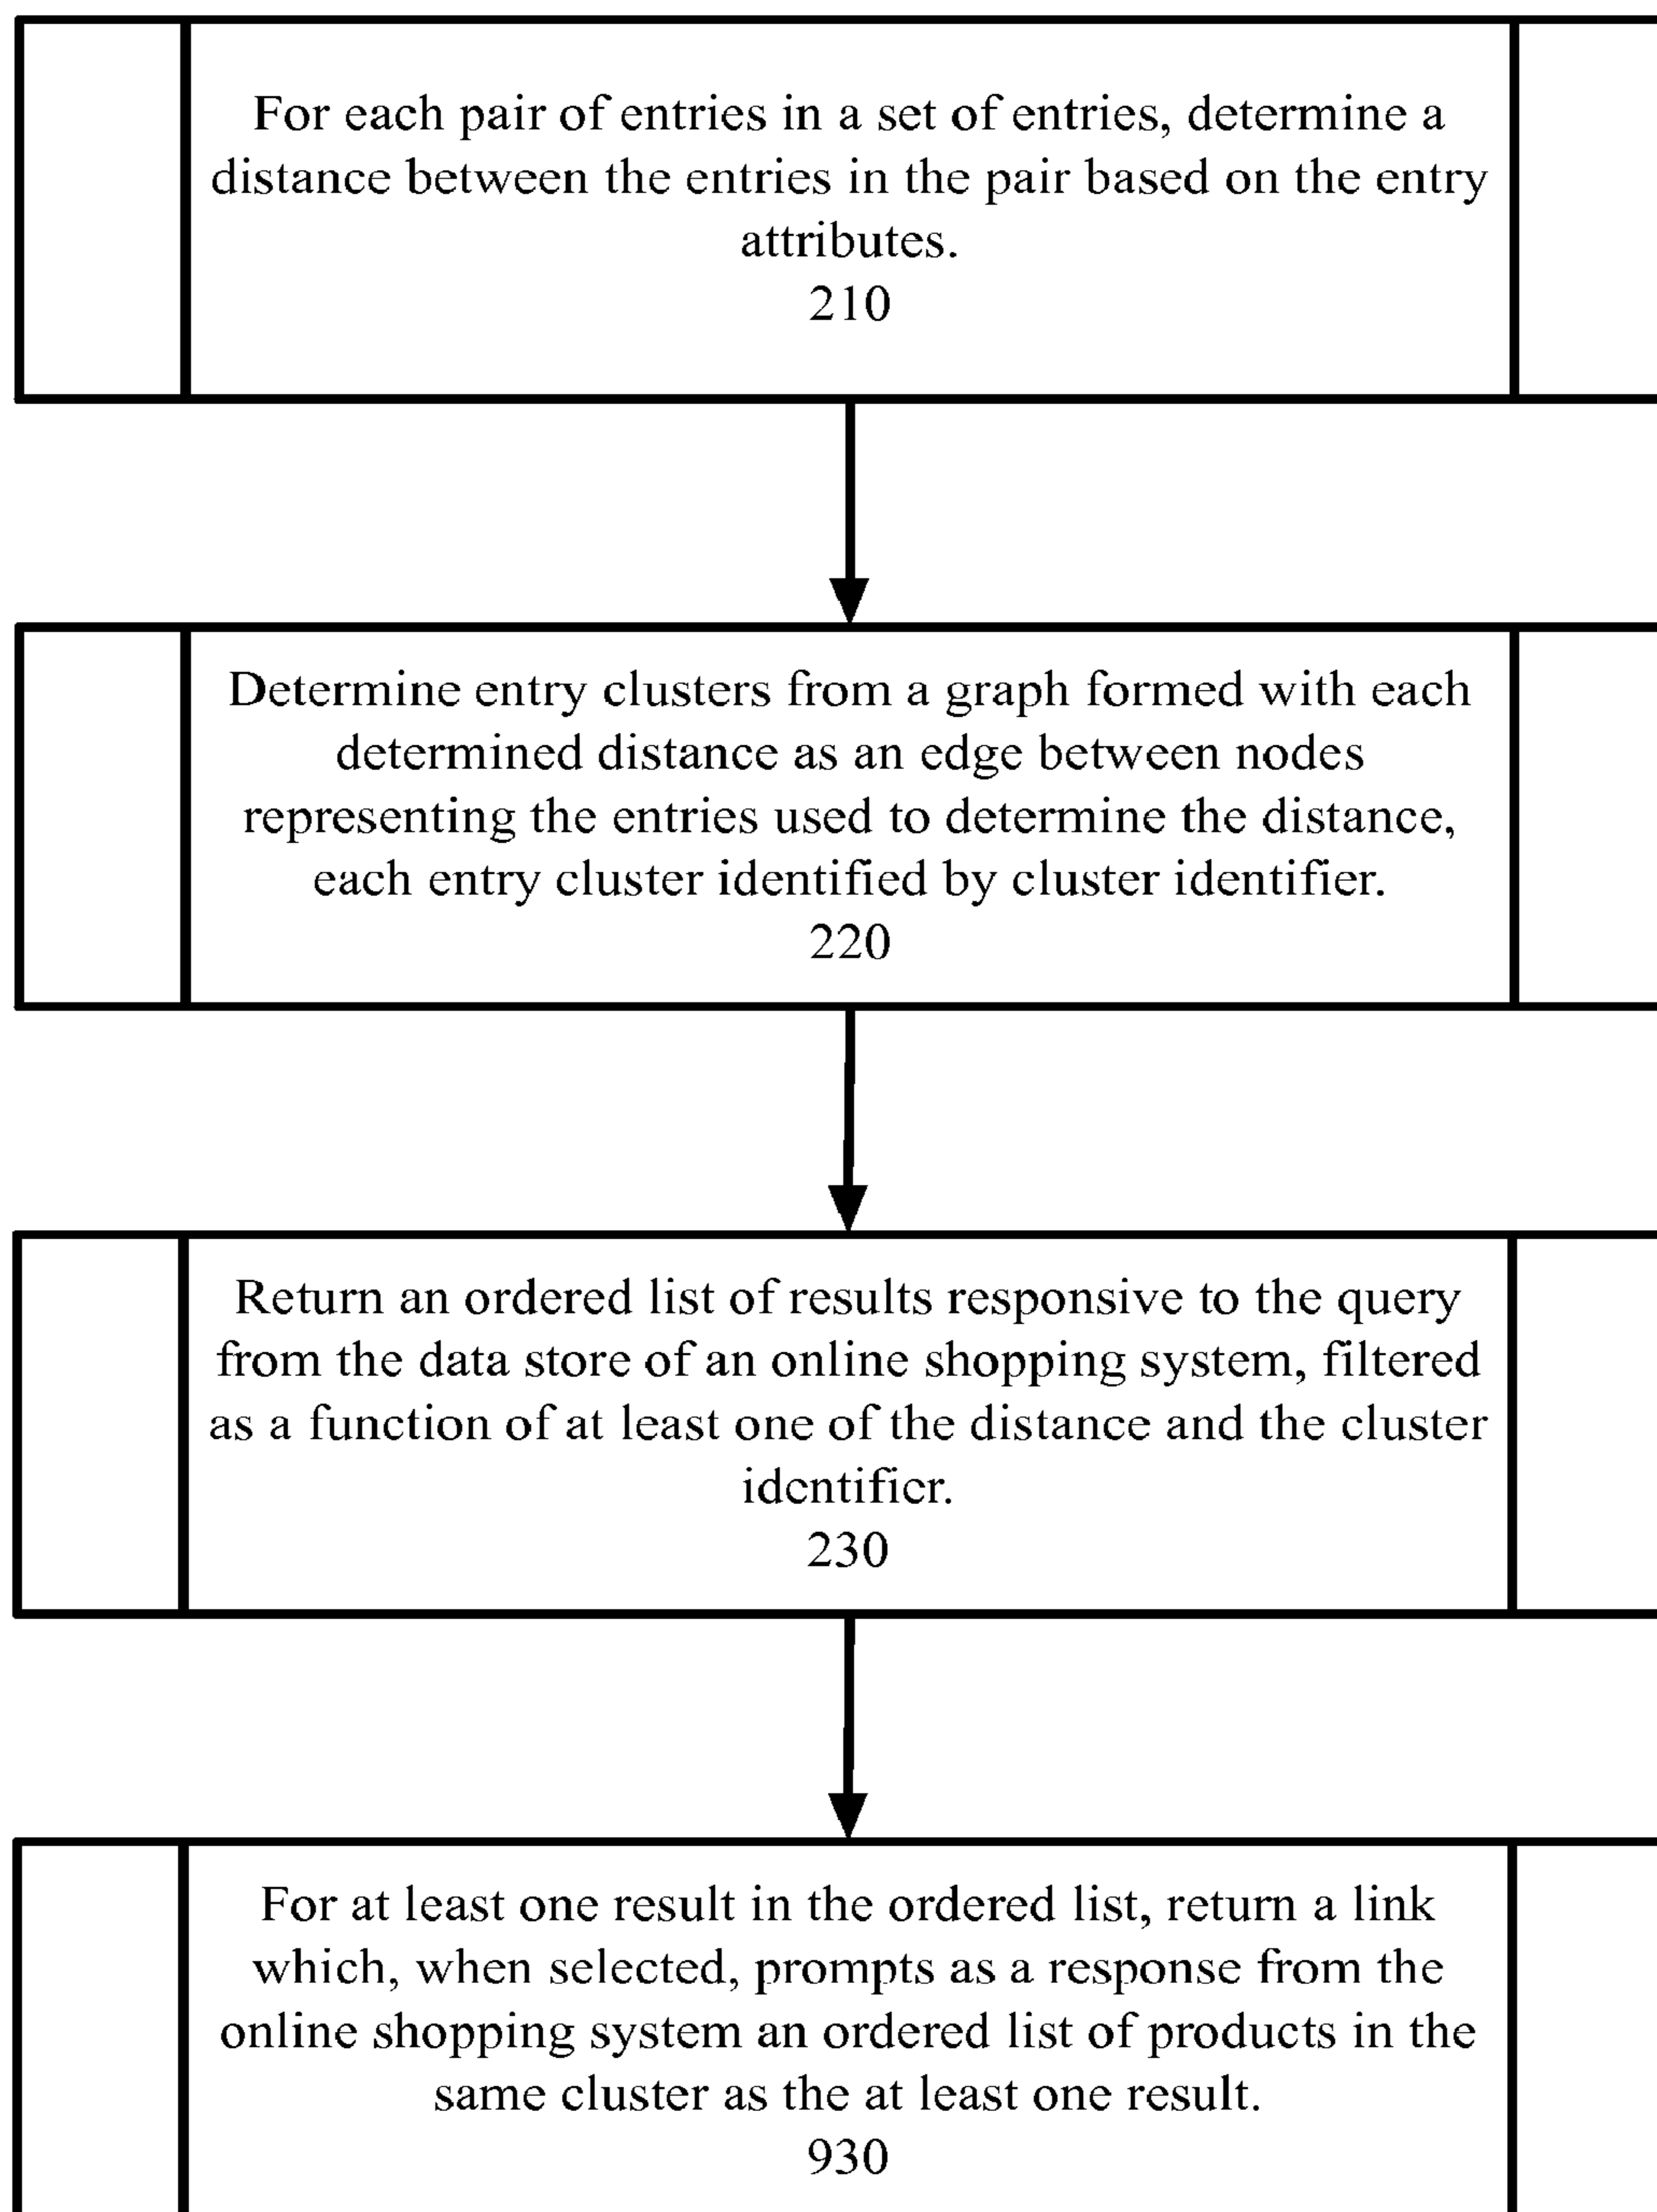 For each pair of entries in a set of entries, determine a
distance between the entries in the pair based on the entry
attributes.
210
Determine entry clusters from a graph formed with each
determined distance as an edge between nodes
representing the entries used to determine the distance,
each entry cluster identified by cluster identifier.
220
Return an ordered list of results responsive to the query
from the data store of an online shopping system, filtered
as a function of at least one of the distance and the cluster
identifier.
230
For at least one result in the ordered list, return a link
which, when selected, prompts as a response from the
online shopping system an ordered list of products in the
same cluster as the at least one result.
930